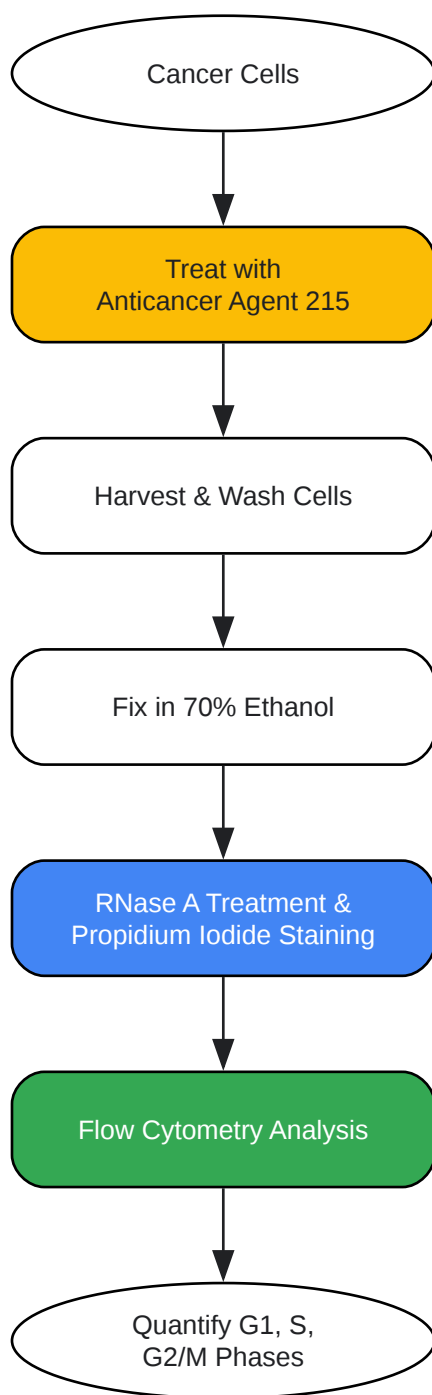 Cancer Cells
Treat with
Anticancer Agent 215
Harvest & Wash Cells
Fix in 70% Ethanol
RNase A Treatment &
Propidium Iodide Staining
Flow Cytometry Analysis
Quantify G1, S,
G2/M Phases